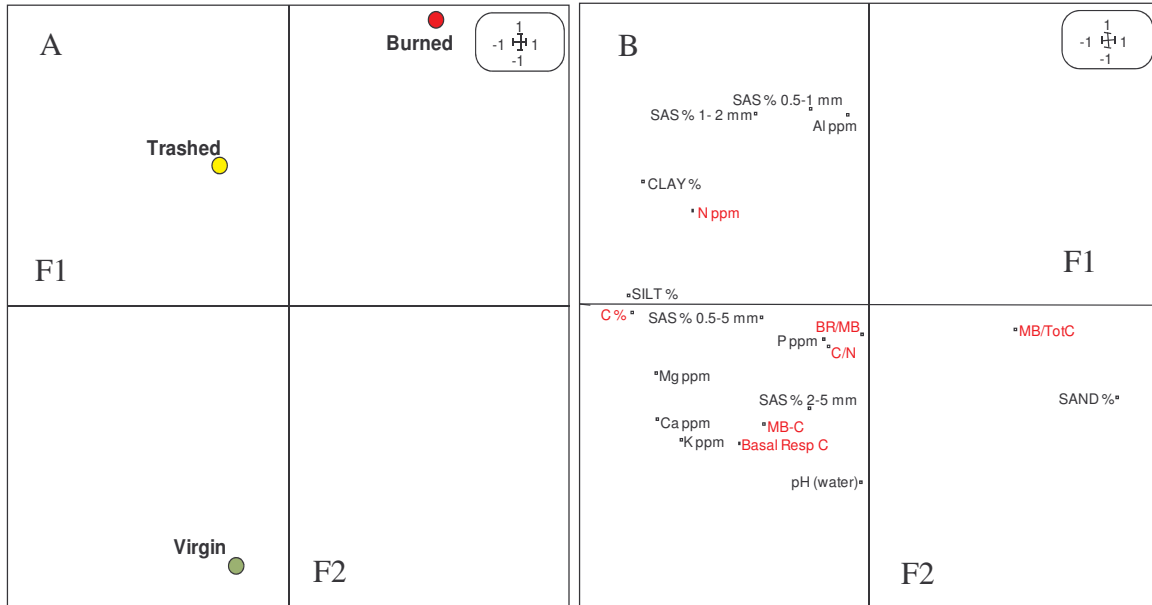 A
Burned
1
-1 1
-1
Trashed
F1
Virgin
F2
B
1
-1 1
-1
SAS % 0.5-1 mm
SAS % 1- 2 mm
Al ppm
CLAY %
N ppm
F1
SILT %
C %
SAS % 0.5-5 mm
BR/MB
MB/TotC
P ppm
C/N
Mg ppm
SAS % 2-5 mm
SAND %
Ca ppm
MB-C
K ppm
Basal Resp C
pH (water)
F2